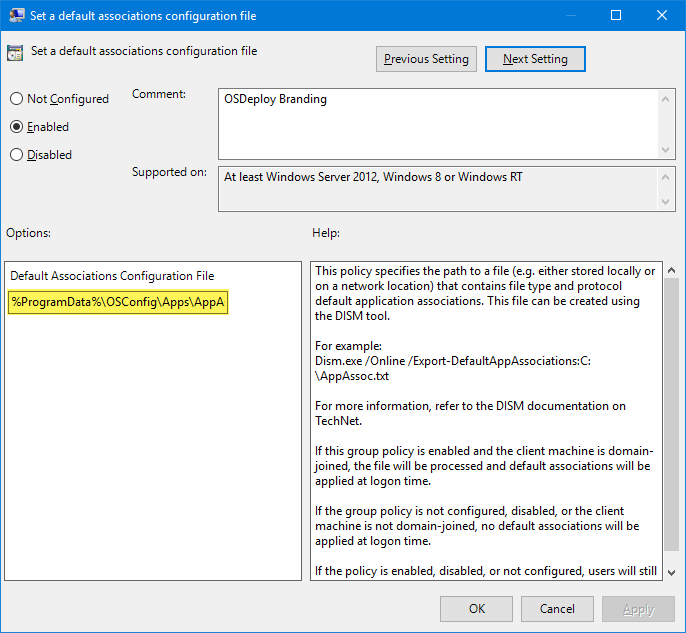 Set a default associations configuration file
Set a default associations configuration file
Previous Setting
Next Setting
Not Configured
Enabled
Disabled
Comment:
OSDeploy Branding
Supported on:
At least Windows Server 2012, Windows 8 or Windows RT
Options:
Help:
Default Associations Configuration File
%ProgramData%\OSConfig\Apps\AppA
This policy specifies the path to a file (e.g. either stored locally or
on a network location) that contains file type and protocol
default application associations. This file can be created using
the DISM tool.
For example:
Dism.exe /Online /Export-DefaultAppAssociations:C:
\AppAssoc.txt
For more information, refer to the DISM documentation on
TechNet.
If this group policy is enabled and the client machine is domain-
joined, the file will be processed and default associations will be
applied at logon time.
If the group policy is not configured, disabled, or the client
machine is not domain-joined, no default associations will be
applied at logon time.
If the policy is enabled, disabled, or not configured, users will still
OK
Cancel
Apply